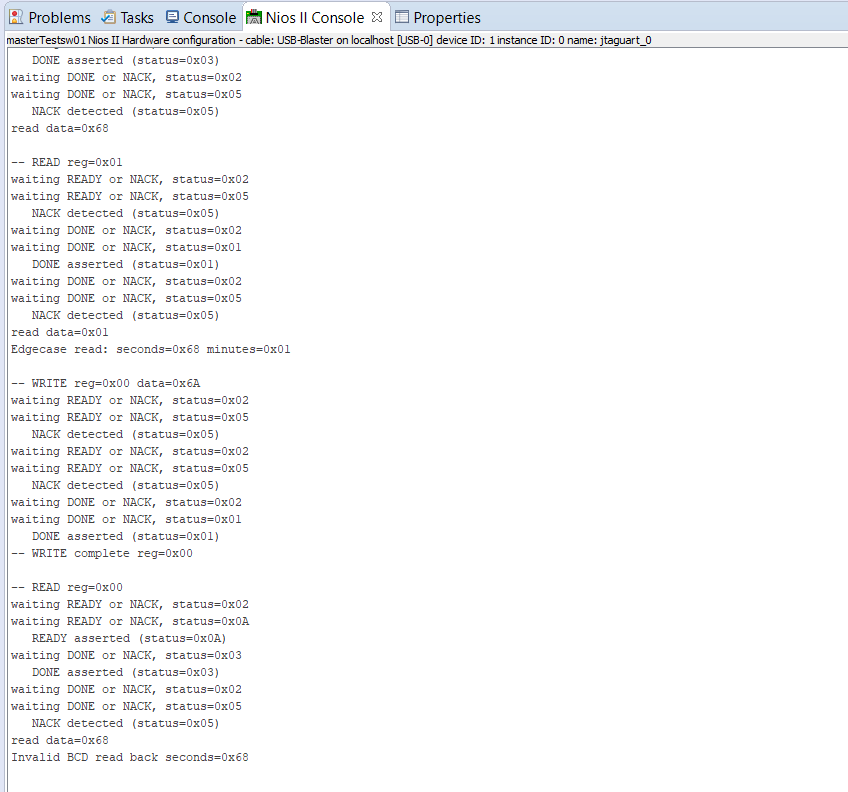 Problems Tasks Console Nios II Console Properties
masterTestsw01 Nios II Hardware configuration - cable: USB-Blaster on localhost [USB-0] device ID: 1 instance ID: 0 name: jtaguart_0
DONE asserted (status=0x03)
waiting DONE or NACK, status=0x02
waiting DONE or NACK, status=0x05
NACK detected (status=0x05)
read data=0x68
-- READ reg=0x01
waiting READY or NACK, status=0x02
waiting READY or NACK, status=0x05
NACK detected (status=0x05)
waiting DONE or NACK, status=0x02
waiting DONE or NACK, status=0x01
DONE asserted (status=0x01)
waiting DONE or NACK, status=0x02
waiting DONE or NACK, status=0x05
NACK detected (status=0x05)
read data=0x01
Edgecase read: seconds=0x68 minutes=0x01
-- WRITE reg=0x00 data=0x6A
waiting READY or NACK, status=0x02
waiting READY or NACK, status=0x05
NACK detected (status=0x05)
waiting READY or NACK, status=0x02
waiting READY or NACK, status=0x05
NACK detected (status=0x05)
waiting DONE or NACK, status=0x02
waiting DONE or NACK, status=0x01
DONE asserted (status=0x01)
-- WRITE complete reg=0x00
-- READ reg=0x00
waiting READY or NACK, status=0x02
waiting READY or NACK, status=0x0A
READY asserted (status=0x0A)
waiting DONE or NACK, status=0x03
DONE asserted (status=0x03)
waiting DONE or NACK, status=0x02
waiting DONE or NACK, status=0x05
NACK detected (status=0x05)
read data=0x68
Invalid BCD read back seconds=0x68